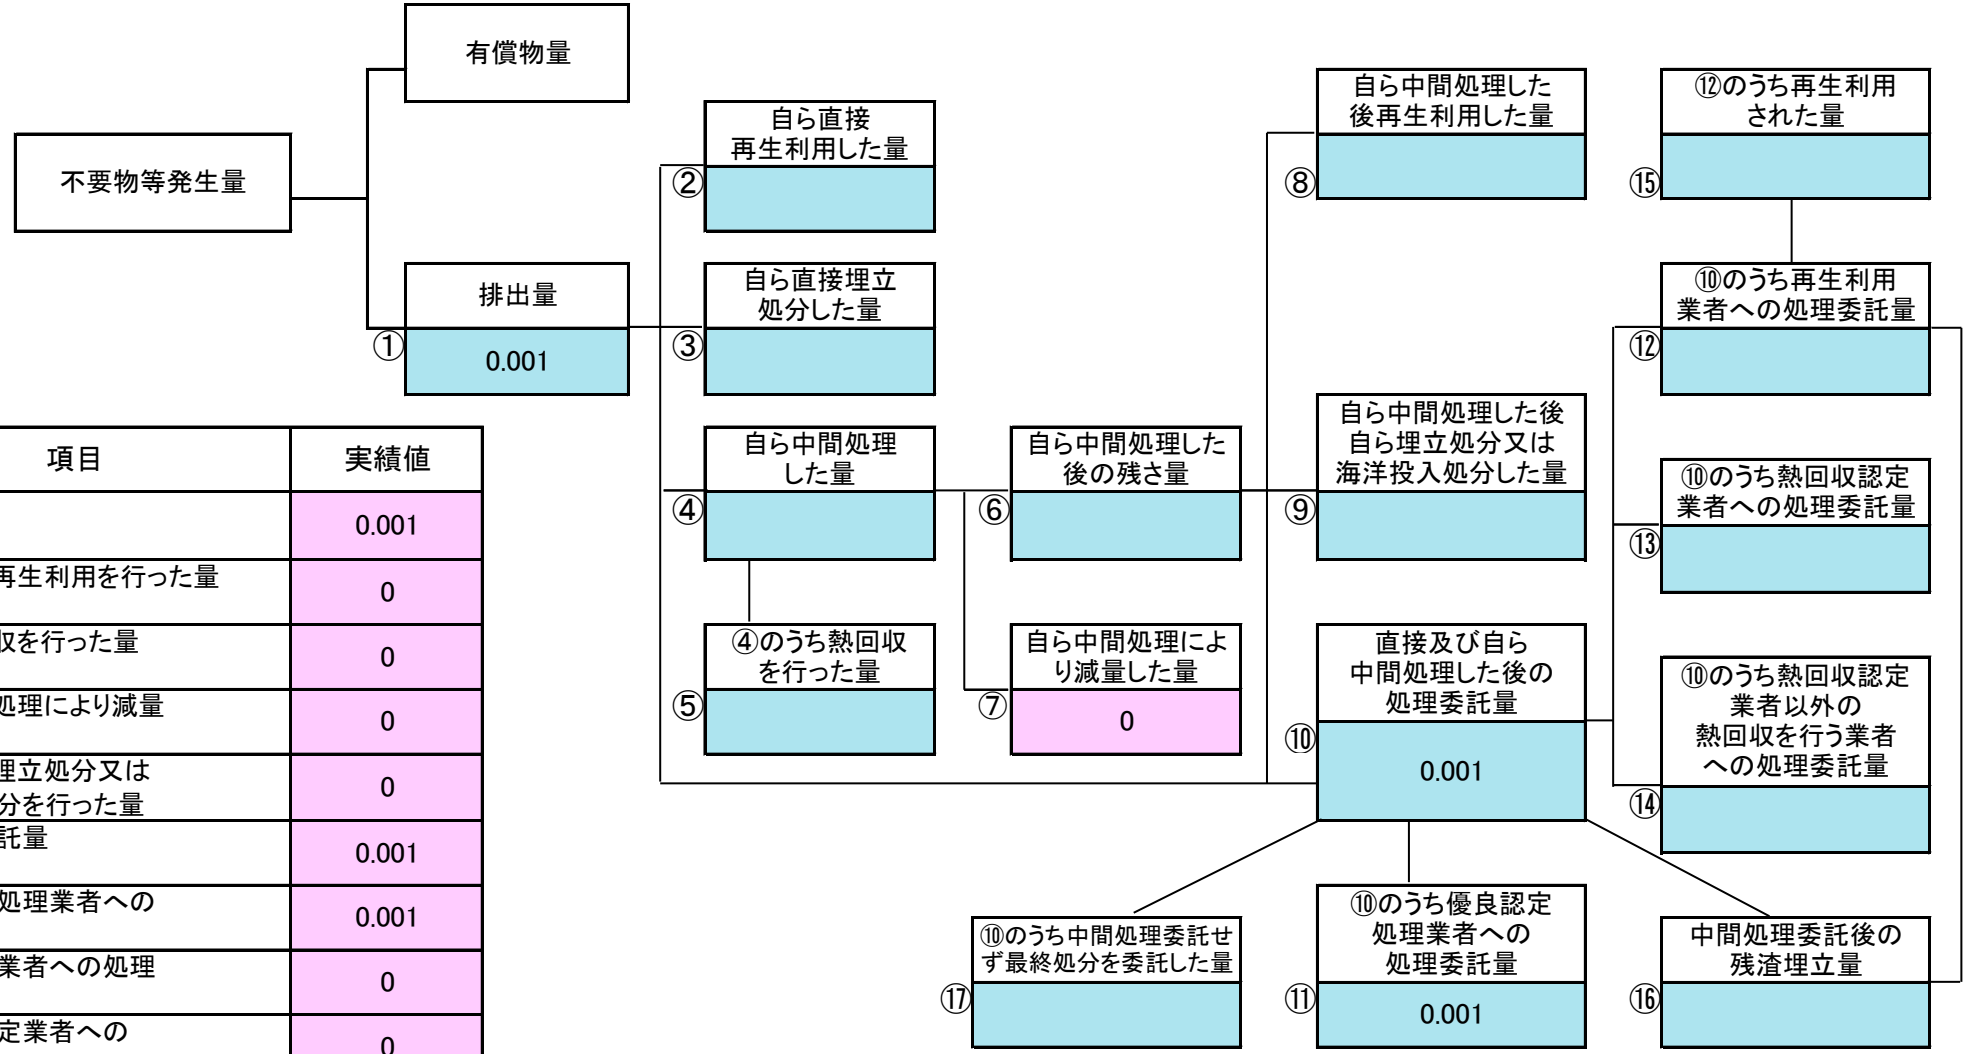 有償物量
不要物等発生量
排出量
①
0.001
自ら直接
再生利用した量
②
自ら直接埋立
処分した量
③
自ら中間処理
した量
④
④のうち熱回収
を行った量
⑤
自ら中間処理した
後の残さ量
⑥
自ら中間処理によ
り減量した量
⑦
0
自ら中間処理した
後再生利用した量
⑧
自ら中間処理した後
自ら埋立処分又は
海洋投入処分した量
⑨
直接及び自ら
中間処理した後の
処理委託量
⑩
0.001
⑩のうち優良認定
処理業者への
処理委託量
⑪
0.001
⑫のうち再生利用
された量
⑮
⑩のうち再生利用
業者への処理委託量
⑫
⑩のうち熱回収認定
業者への処理委託量
⑬
⑩のうち熱回収認定
業者以外の
熱回収を行う業者
への処理委託量
⑭
⑩のうち中間処理委託せ
ず最終処分を委託した量
⑰
中間処理委託後の
残渣埋立量
⑯
項目
実績値
0.001
再生利用を行った量
0
収を行った量
0
処理により減量
0
埋立処分又は
分を行った量
0
託量
0.001
処理業者への
0.001
業者への処理
0
定業者への
0